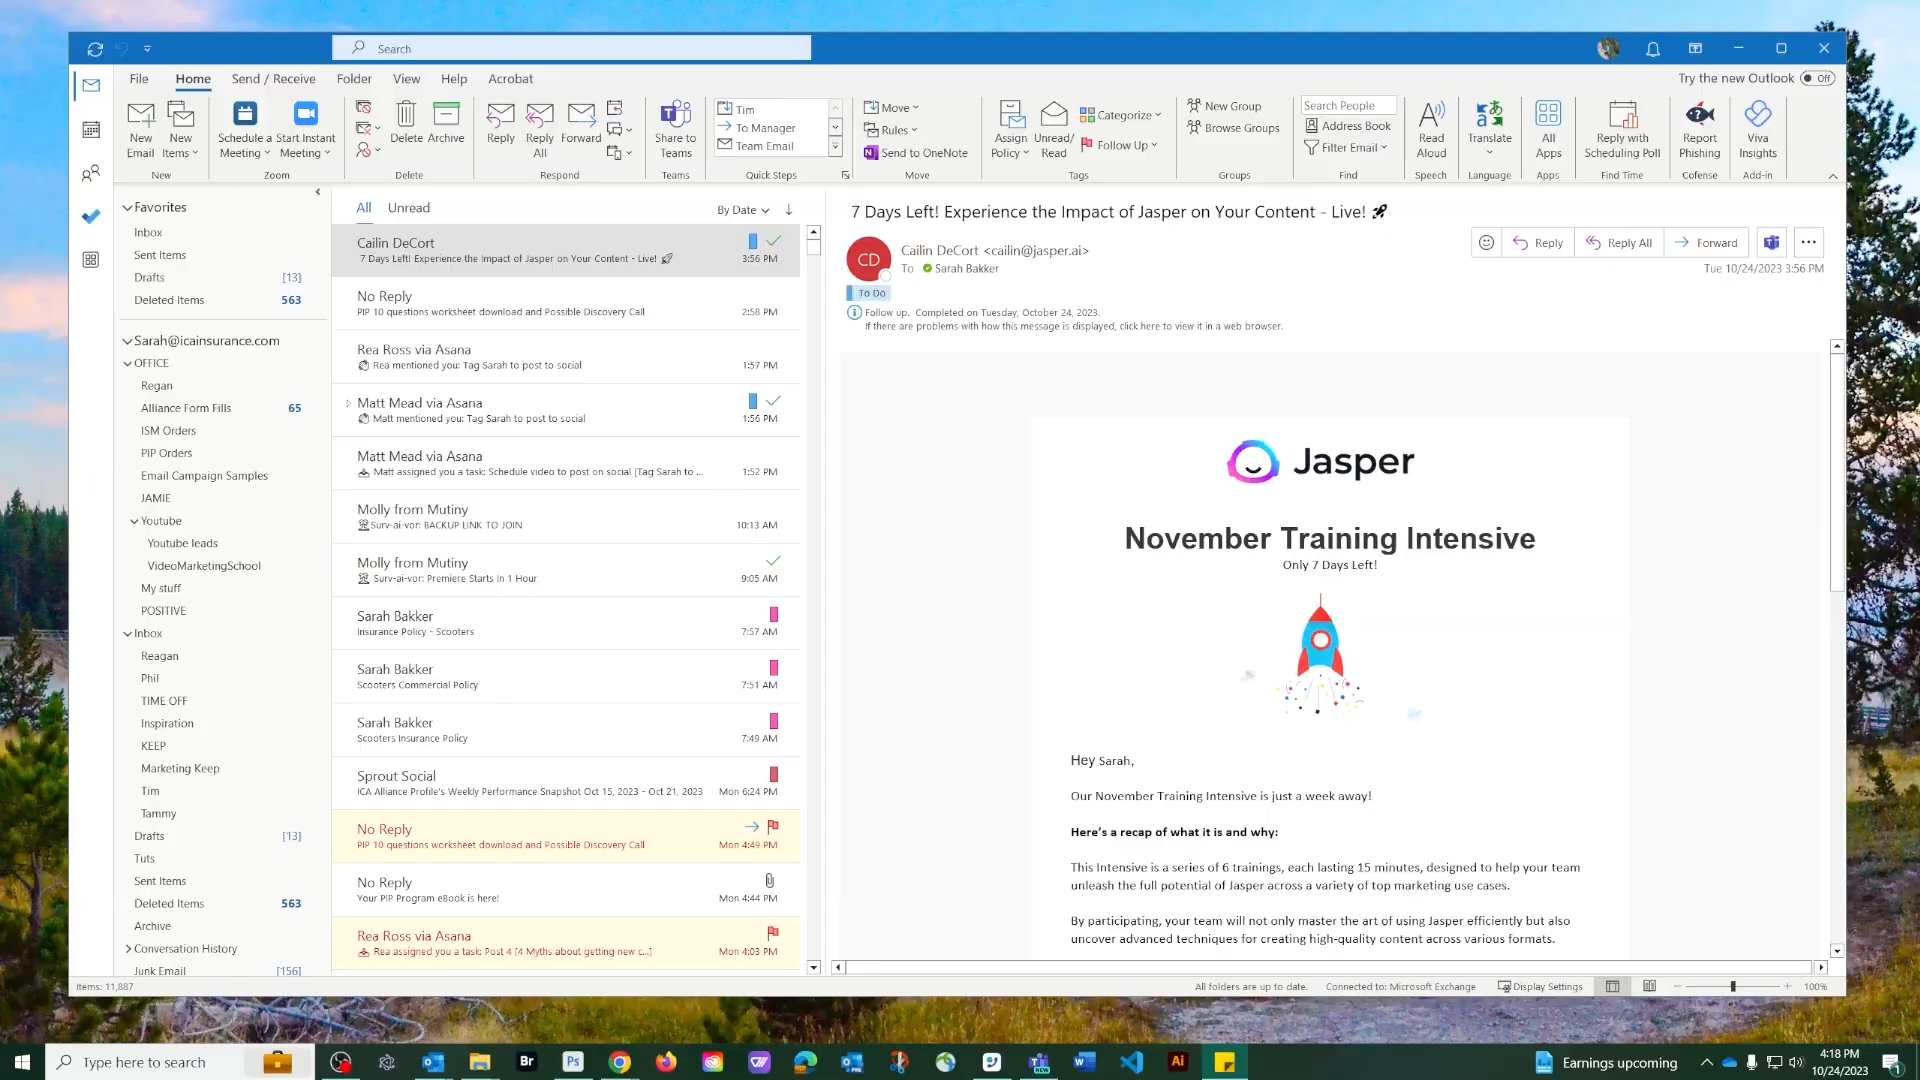 Search
File Home Send / Receive Folder View Help Acrobat
Try the new Outlook Off
New Email
New Items
New
Schedule a Meeting
Start Instant Meeting
Zoom
Delete
Archive
Delete
Reply
Reply All
Forward
Respond
Share to Teams
Teams
Tim
To Manager
Team Email
Quick Steps
Move
Rules
Send to OneNote
Move
Assign Policy
Unread/ Read
Categorize
Follow Up
Tags
New Group
Browse Groups
Groups
Search People
Address Book
Filter Email
Find
Read Aloud
Speech
Translate
Language
All Apps
Apps
Reply with Scheduling Poll
Find Time
Report Phishing
Cofense
Viva Insights
Add-in
Favorites
Inbox
Sent Items
Drafts [13]
Deleted Items 563
Sarah@icainsurance.com
OFFICE
Regan
Alliance Form Fills 65
ISM Orders
PIP Orders
Email Campaign Samples
JAMIE
Youtube
Youtube leads
VideoMarketingSchool
My stuff
POSITIVE
Inbox
Reagan
Phil
TIME OFF
Inspiration
KEEP
Marketing Keep
Tim
Tammy
Drafts [13]
Tuts
Sent Items
Deleted Items 563
Archive
Conversation History
Junk Email [156]
All Unread
By Date
Cailin DeCort
7 Days Left! Experience the Impact of Jasper on Your Content - Live! 🚀 3:56 PM
No Reply
PIP 10 questions worksheet download and Possible Discovery Call 2:58 PM
Rea Ross via Asana
Rea mentioned you: Tag Sarah to post to social 1:57 PM
Matt Mead via Asana
Matt mentioned you: Tag Sarah to post to social 1:56 PM
Matt Mead via Asana
Matt assigned you a task: Schedule video to post on social [Tag Sarah to ... 1:52 PM
Molly from Mutiny
Surv-ai-vor: BACKUP LINK TO JOIN 10:13 AM
Molly from Mutiny
Surv-ai-vor: Premiere Starts In 1 Hour 9:05 AM
Sarah Bakker
Insurance Policy - Scooters 7:57 AM
Sarah Bakker
Scooters Commercial Policy 7:51 AM
Sarah Bakker
Scooters Insurance Policy 7:49 AM
Sprout Social
ICA Alliance Profile's Weekly Performance Snapshot Oct 15, 2023 - Oct 21, 2023 Mon 6:24 PM
No Reply
PIP 10 questions worksheet download and Possible Discovery Call Mon 4:49 PM
No Reply
Your PIP Program eBook is here! Mon 4:44 PM
Rea Ross via Asana
Rea assigned you a task: Post 4 [4 Myths about getting new c...] Mon 4:03 PM
7 Days Left! Experience the Impact of Jasper on Your Content - Live! 🚀
CD
Cailin DeCort <cailin@jasper.ai>
To Sarah Bakker
Reply Reply All Forward
Tue 10/24/2023 3:56 PM
To Do
Follow up. Completed on Tuesday, October 24, 2023.
If there are problems with how this message is displayed, click here to view it in a web browser.
Jasper
November Training Intensive
Only 7 Days Left!
Hey Sarah,
Our November Training Intensive is just a week away!
Here's a recap of what it is and why:
This Intensive is a series of 6 trainings, each lasting 15 minutes, designed to help your team
unleash the full potential of Jasper across a variety of top marketing use cases.
By participating, your team will not only master the art of using Jasper efficiently but also
uncover advanced techniques for creating high-quality content across various formats.
Items: 11,887
All folders are up to date. Connected to: Microsoft Exchange Display Settings 100%
Type here to search
Br
Ps
Ai
Earnings upcoming
4:18 PM
10/24/2023
1